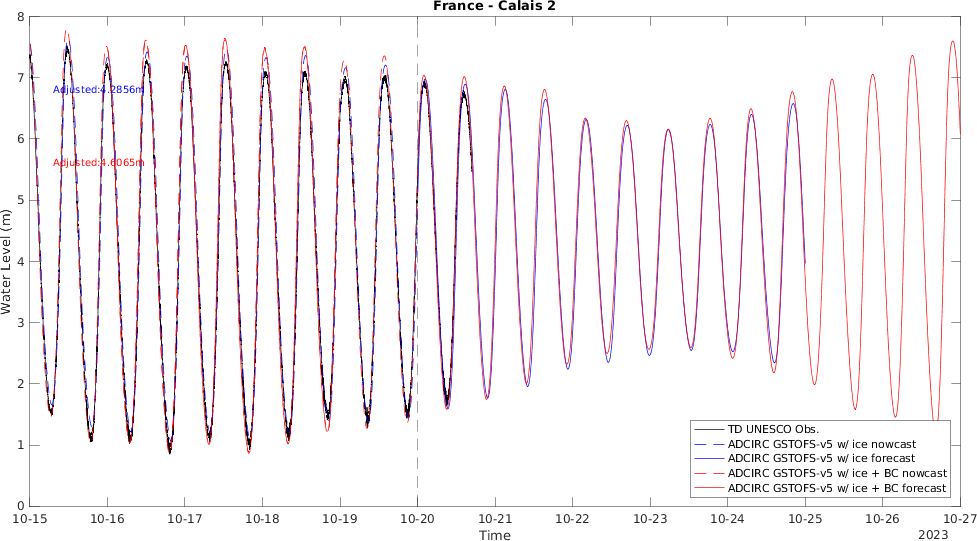 France - Calais 2
8
7
6
5
4
3
2
1
0
Water Level (m)
Adjusted:4.2856m
Adjusted:4.6065m
TD UNESCO Obs.
ADCIRC GSTOFS-v5 w/ ice nowcast
ADCIRC GSTOFS-v5 w/ ice forecast
ADCIRC GSTOFS-v5 w/ ice + BC nowcast
ADCIRC GSTOFS-v5 w/ ice + BC forecast
10-15 10-16 10-17 10-18 10-19 10-20 10-21 10-22 10-23 10-24 10-25 10-26 10-27
Time
2023